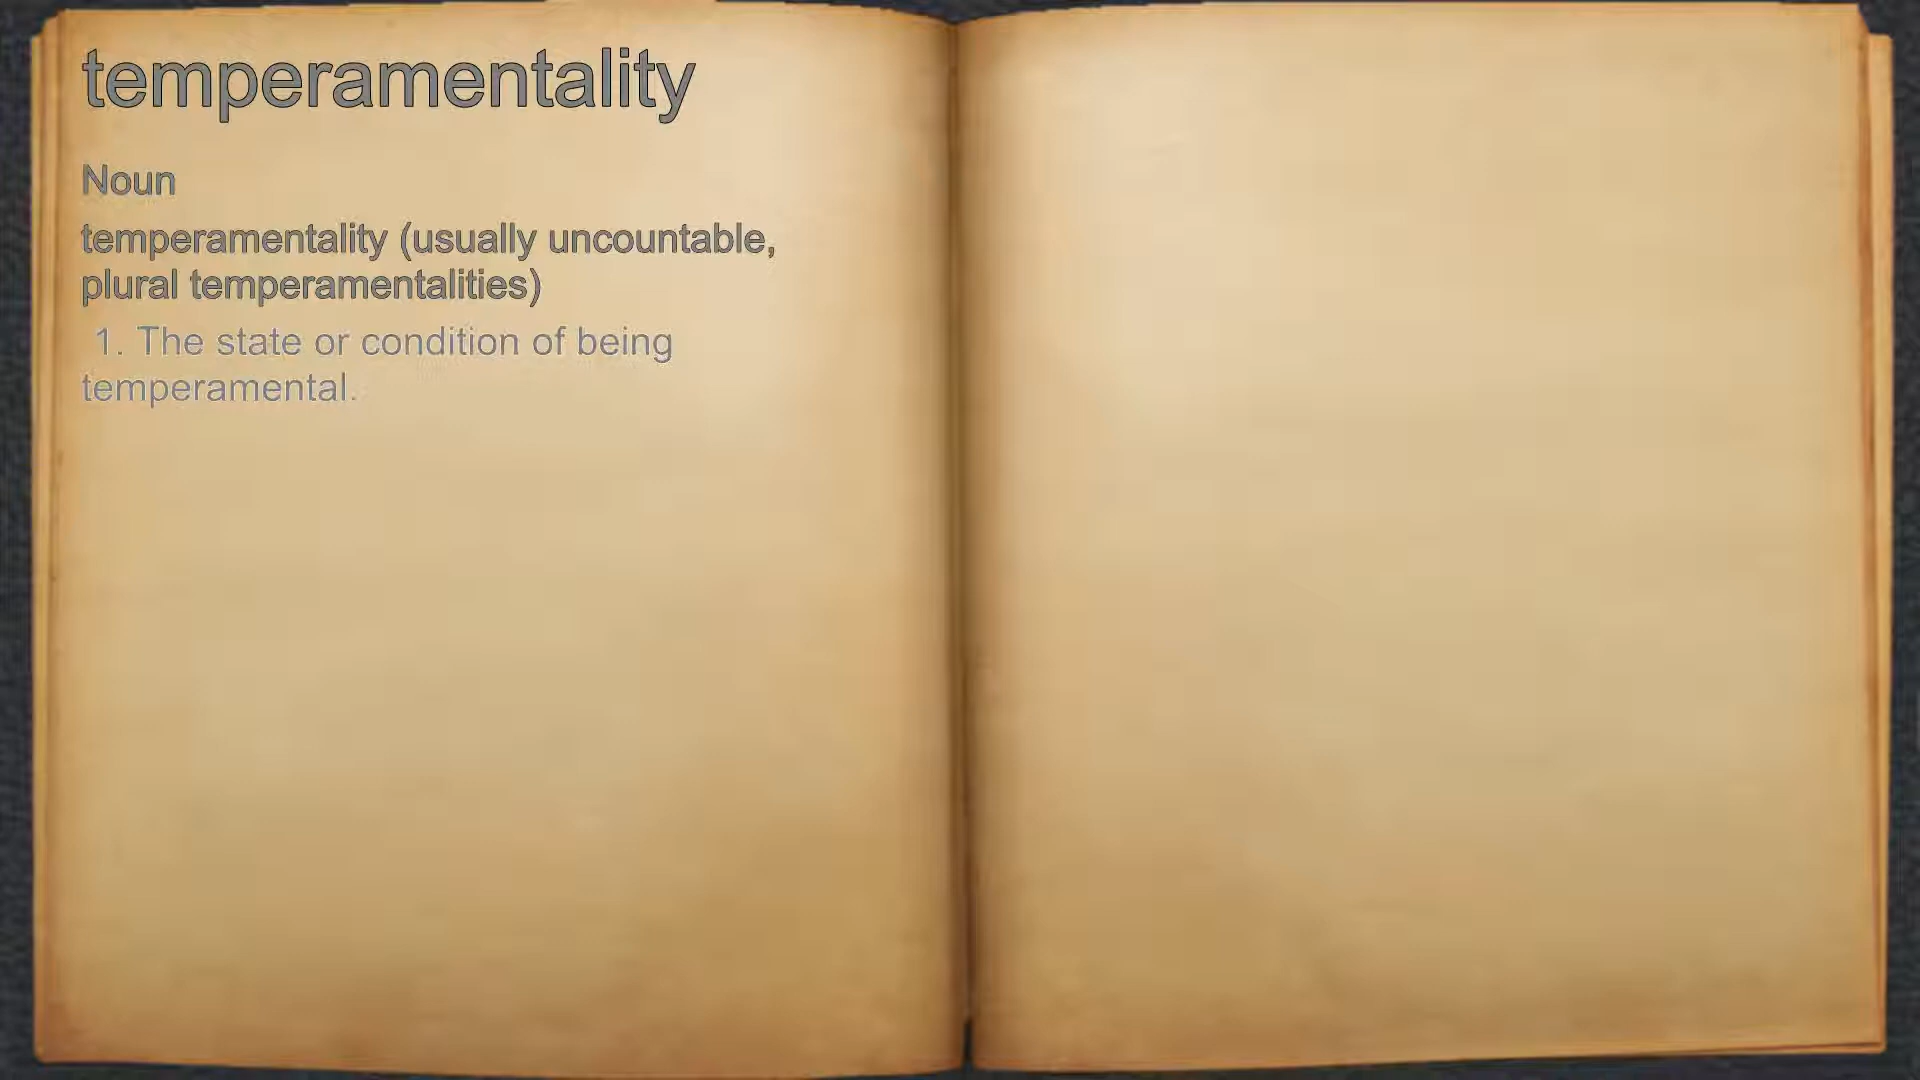 temperamentality
Noun
temperamentality (usually uncountable,
plural temperamentalities)
1. The state or condition of being
temperamental.